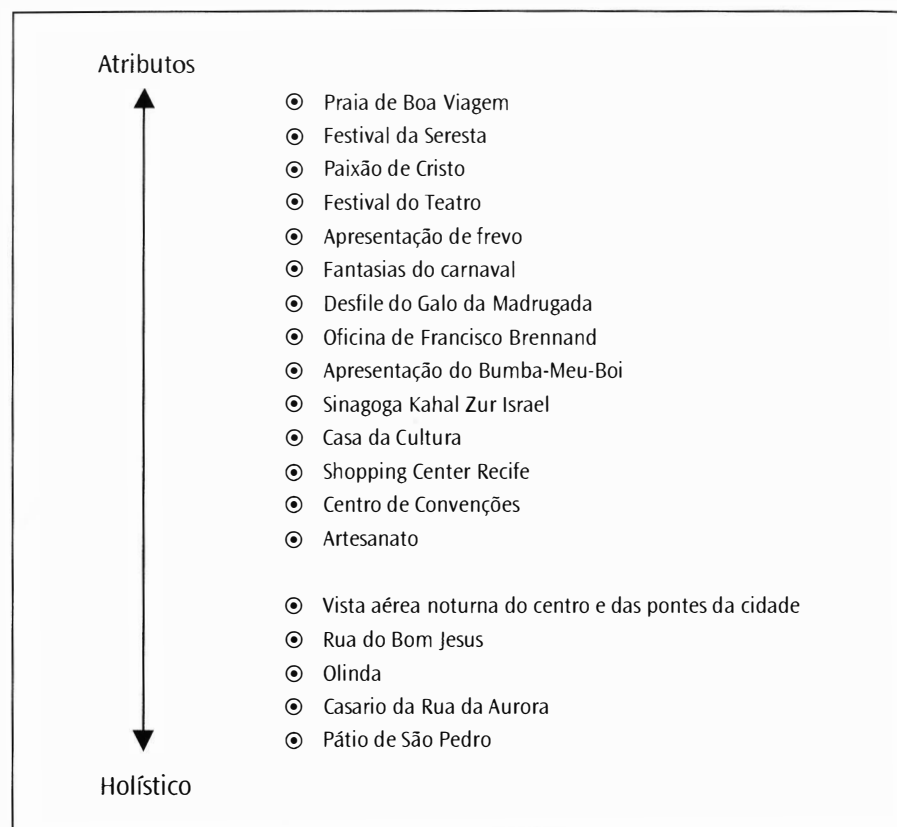 Atributos
Praia de Boa Viagem
Festival da Seresta
Paixão de Cristo
Festival do Teatro
Apresentação de frevo
Fantasias do carnaval
Desfile do Galo da Madrugada
Oficina de Francisco Brennand
Apresentação do Bumba-Meu-Boi
Sinagoga Kahal Zur Israel
Casa da Cultura
Shopping Center Recife
Centro de Convenções
Artesanato
Vista aérea noturna do centro e das pontes da cidade
Rua do Bom Jesus
Olinda
Casario da Rua da Aurora
Pátio de São Pedro
Holístico